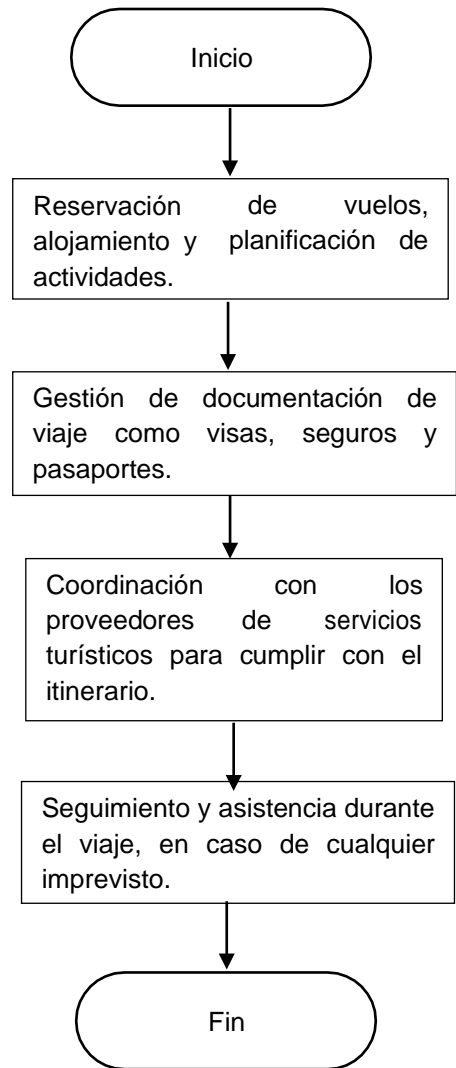 Inicio
Reservación de vuelos,
alojamiento y planificación de
actividades.
Gestión de documentación de
viaje como visas, seguros y
pasaportes.
Coordinación con los
proveedores de servicios
turísticos para cumplir con el
itinerario.
Seguimiento y asistencia durante
el viaje, en caso de cualquier
imprevisto.
Fin